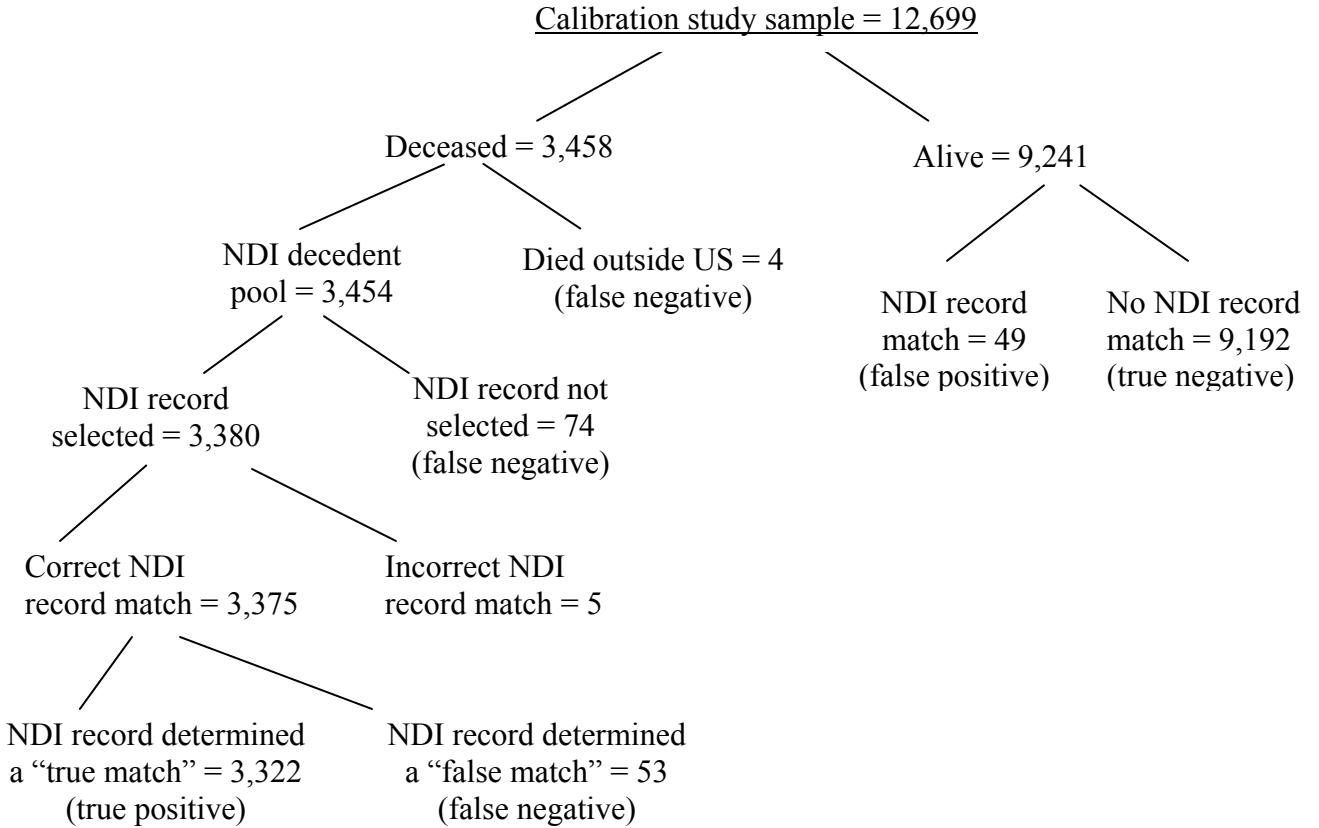 Calibration study sample = 12,699
Deceased = 3,458
Alive = 9,241
NDI decedent
pool = 3,454
Died outside US = 4
(false negative)
NDI record
match = 49
(false positive)
No NDI record
match = 9,192
(true negative)
NDI record
selected = 3,380
NDI record not
selected = 74
(false negative)
Correct NDI
record match = 3,375
Incorrect NDI
record match = 5
NDI record determined
a “true match” = 3,322
(true positive)
NDI record determined
a “false match” = 53
(false negative)